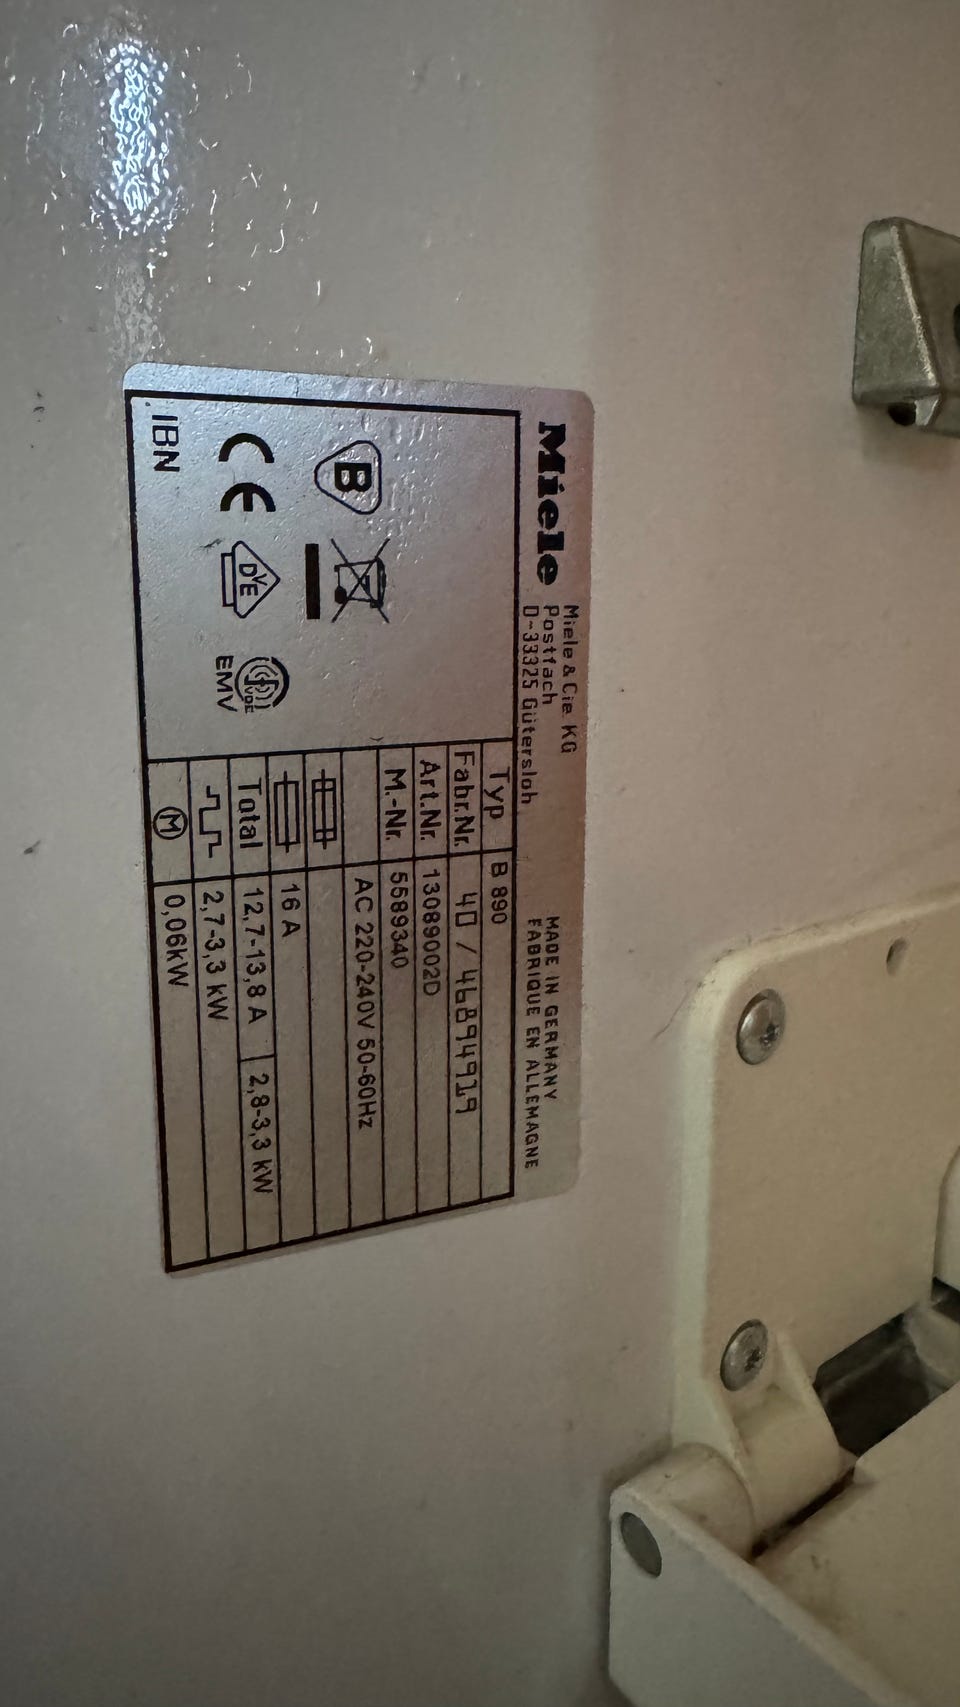 Miele
Miele & Cie. KG
Postfach
D-33325 Gütersloh
MADE IN GERMANY
FABRIQUE EN ALLEMAGNE
B
CE
DVE
VDE
EMV
IBN
Typ B 890
Fabr.Nr. 40 / 46894919
Art.Nr. 13089002D
M.-Nr. 5589340
AC 220-240V 50-60Hz
16 A
Total 12,7-13,8 A 2,8-3,3 kW
2,7-3,3 kW
M 0,06kW